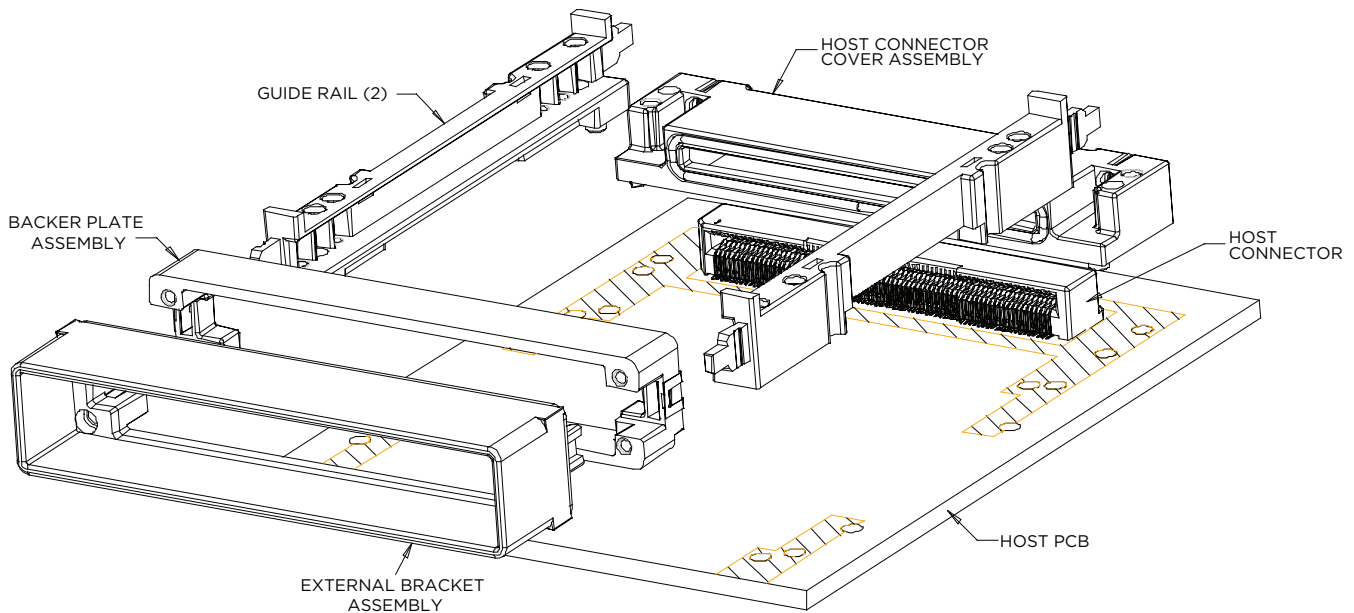 HOST CONNECTOR
COVER ASSEMBLY
GUIDE RAIL (2)
BACKER PLATE
ASSEMBLY
HOST
CONNECTOR
HOST PCB
EXTERNAL BRACKET
ASSEMBLY